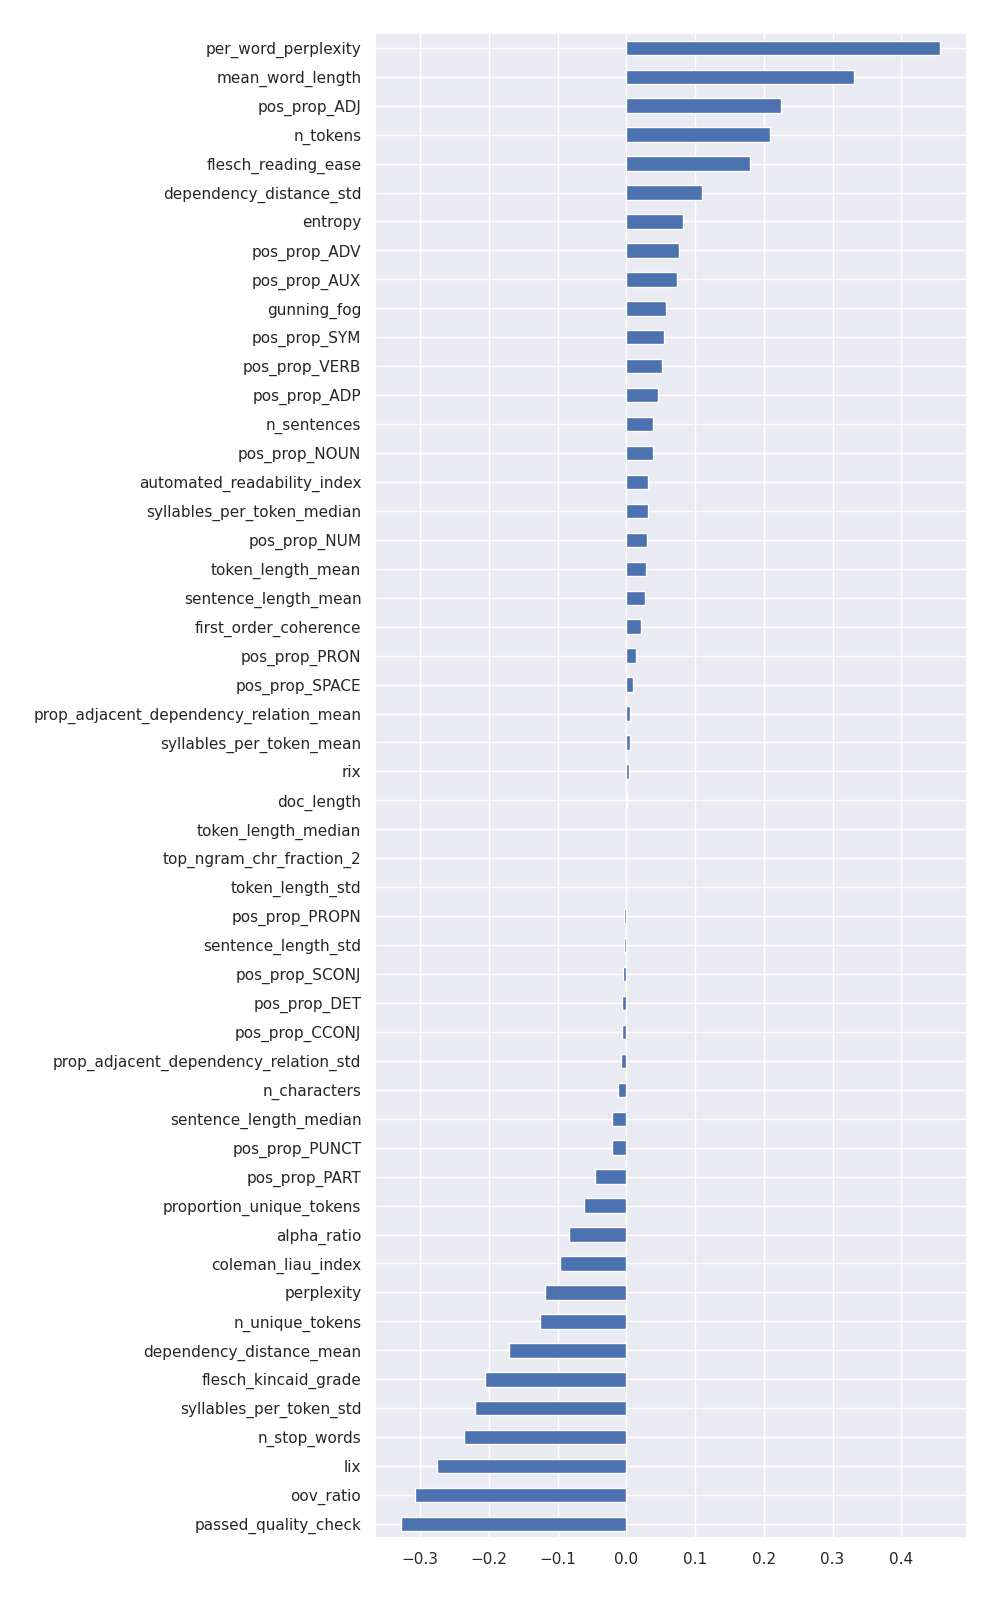 per_word_perplexity
mean_word_length
pos_prop_ADJ
n_tokens
flesch_reading_ease
dependency_distance_std
entropy
pos_prop_ADV
pos_prop_AUX
gunning_fog
pos_prop_SYM
pos_prop_VERB
pos_prop_ADP
n_sentences
pos_prop_NOUN
automated_readability_index
syllables_per_token_median
pos_prop_NUM
token_length_mean
sentence_length_mean
first_order_coherence
pos_prop_PRON
pos_prop_SPACE
prop_adjacent_dependency_relation_mean
syllables_per_token_mean
rix
doc_length
token_length_median
top_ngram_chr_fraction_2
token_length_std
pos_prop_PROPN
sentence_length_std
pos_prop_SCONJ
pos_prop_DET
pos_prop_CCONJ
prop_adjacent_dependency_relation_std
n_characters
sentence_length_median
pos_prop_PUNCT
pos_prop_PART
proportion_unique_tokens
alpha_ratio
coleman_liau_index
perplexity
n_unique_tokens
dependency_distance_mean
flesch_kincaid_grade
syllables_per_token_std
n_stop_words
lix
oov_ratio
passed_quality_check
−0.3 −0.2 −0.1 0.0 0.1 0.2 0.3 0.4